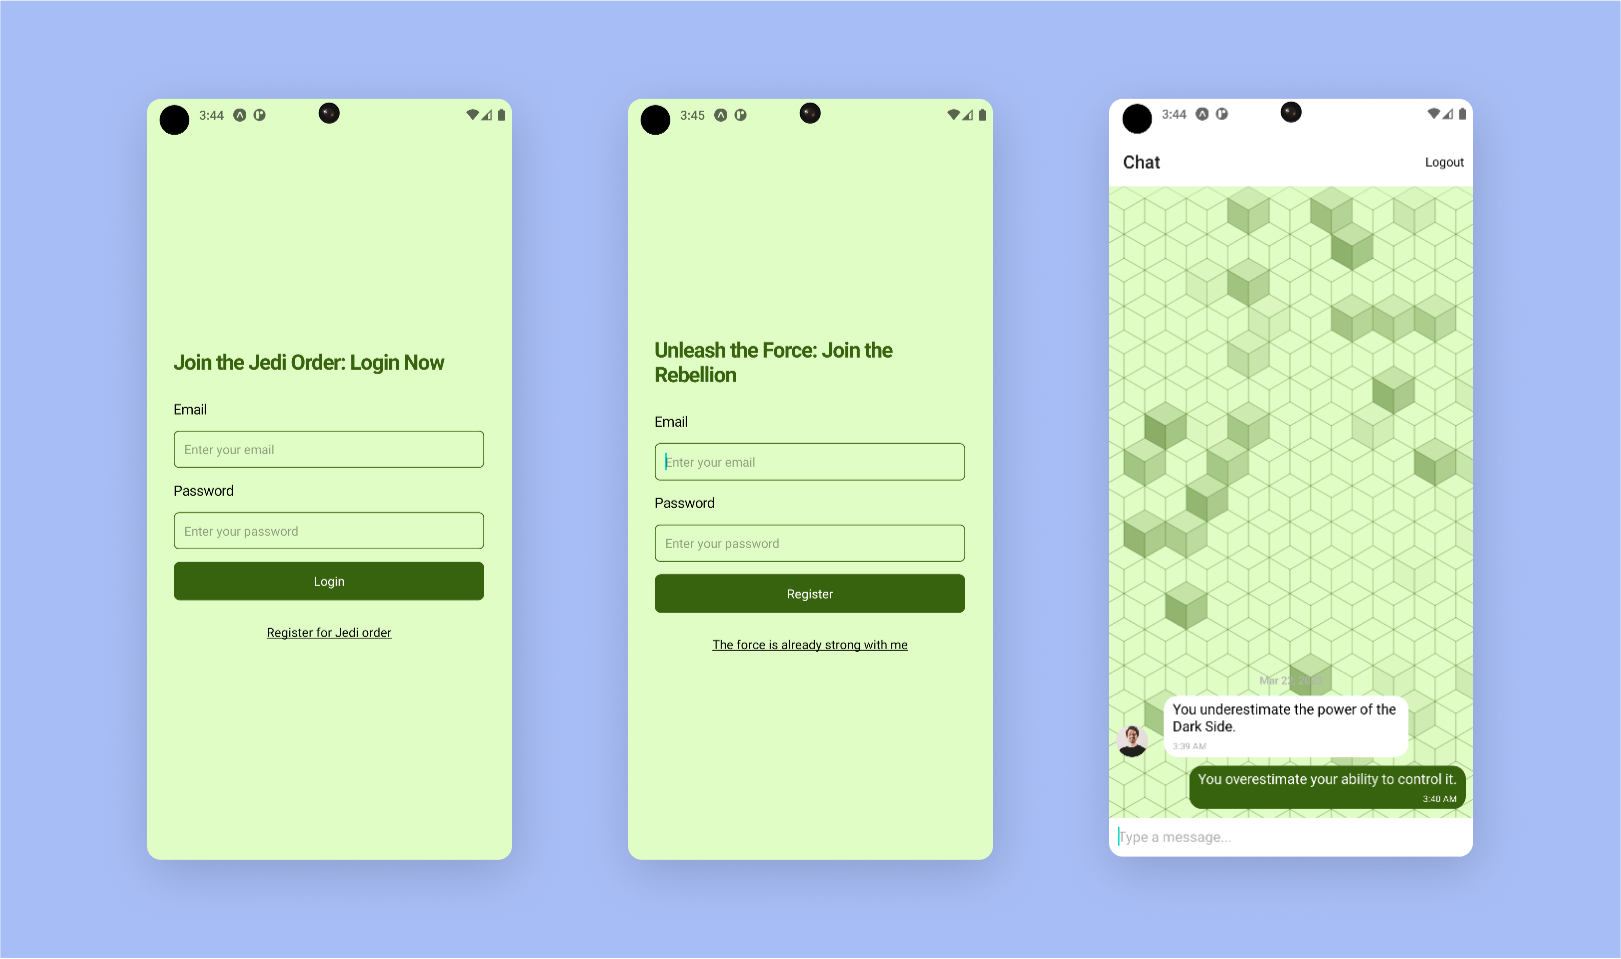 3:44
Join the Jedi Order: Login Now
Email
Enter your email
Password
Enter your password
Login
Register for Jedi order
3:45
Unleash the Force: Join the
Rebellion
Email
Enter your email
Password
Enter your password
Register
The force is already strong with me
3:44
Chat
Logout
Mar
You underestimate the power of the
Dark Side.
3:39 AM
You overestimate your ability to control it.
3:40 AM
Type a message...